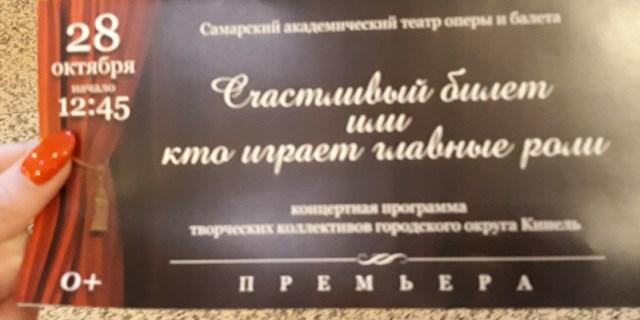 28
октября
начало
12:45
0+
Самарский академический театр оперы и балета
Счастливый билет
или
кто играет главные роли
концертная программа
творческих коллективов городского округа Кинель
ПРЕМЬЕРА